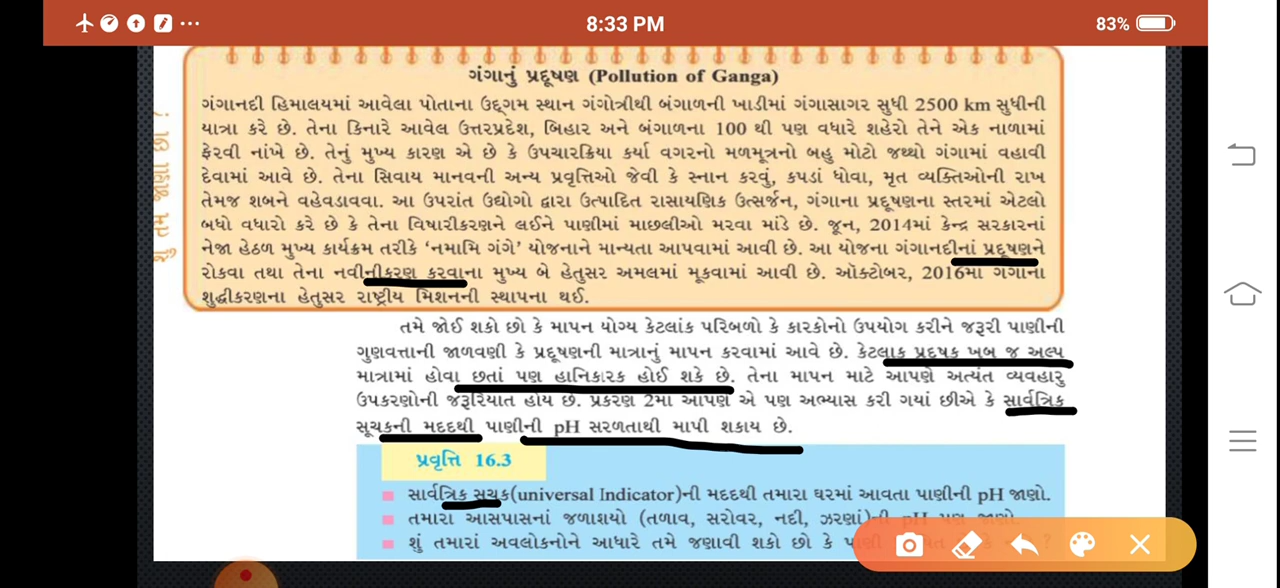 8:33 PM
83%
ગંગાનું પ્રદૂષણ (Pollution of Ganga)
ગંગાનદી હિમાલયમાં આવેલા પોતાના ઉદ્ગમ સ્થાન ગંગોત્રીથી બંગાળની ખાડીમાં ગંગાસાગર સુધી 2500 km સુધીની
યાત્રા કરે છે. તેના કિનારે આવેલ ઉત્તરપ્રદેશ, બિહાર અને બંગાળના 100 થી પણ વધારે શહેરો તેને એક નાળામાં
ફેરવી નાંખે છે. તેનું મુખ્ય કારણ એ છે કે ઉપચારક્રિયા કર્યા વગરનો મળમૂત્રનો બહુ મોટો જથ્થો ગંગામાં વહાવી
દેવામાં આવે છે. તેના સિવાય માનવની અન્ય પ્રવૃત્તિઓ જેવી કે સ્નાન કરવું, કપડાં ધોવા, મૃત વ્યક્તિઓની રાખ
તેમજ શબને વહેવડાવવા. આ ઉપરાંત ઉદ્યોગો દ્વારા ઉત્પાદિત રાસાયણિક ઉત્સર્જન, ગંગાના પ્રદૂષણના સ્તરમાં એટલો
બધો વધારો કરે છે કે તેના વિષારીકરણને લઈને પાણીમાં માછલીઓ મરવા માંડે છે. જૂન, 2014માં કેન્દ્ર સરકારનાં
નેજા હેઠળ મુખ્ય કાર્યક્રમ તરીકે ‘નમામિ ગંગે’ યોજનાને માન્યતા આપવામાં આવી છે. આ યોજના ગંગાનદીનાં પ્રદૂષણને
રોકવા તથા તેના નવીનીકરણ કરવાના મુખ્ય બે હેતુસર અમલમાં મૂકવામાં આવી છે. ઑક્ટોબર, 2016માં ગંગાના
શુદ્ધીકરણના હેતુસર રાષ્ટ્રીય મિશનની સ્થાપના થઈ.
તમે જોઈ શકો છો કે માપન યોગ્ય કેટલાંક પરિબળો કે કારકોનો ઉપયોગ કરીને જરૂરી પાણીની
ગુણવત્તાની જાળવણી કે પ્રદૂષણની માત્રાનું માપન કરવામાં આવે છે. કેટલાક પ્રદૂષક ખૂબ જ અલ્પ
માત્રામાં હોવા છતાં પણ હાનિકારક હોઈ શકે છે. તેના માપન માટે આપણે અત્યંત વ્યવહારુ
ઉપકરણોની જરૂરિયાત હોય છે. પ્રકરણ 2માં આપણે એ પણ અભ્યાસ કરી ગયાં છીએ કે સાર્વત્રિક
સૂચકની મદદથી પાણીની pH સરળતાથી માપી શકાય છે.
પ્રવૃત્તિ 16.3
સાર્વત્રિક સૂચક(universal Indicator)ની મદદથી તમારા ઘરમાં આવતા પાણીની pH જાણો.
તમારા આસપાસનાં જળાશયો (તળાવ, સરોવર, નદી, ઝરણાં)ની pH પણ જાણો.
શું તમારાં અવલોકનોને આધારે તમે જણાવી શકો છો કે